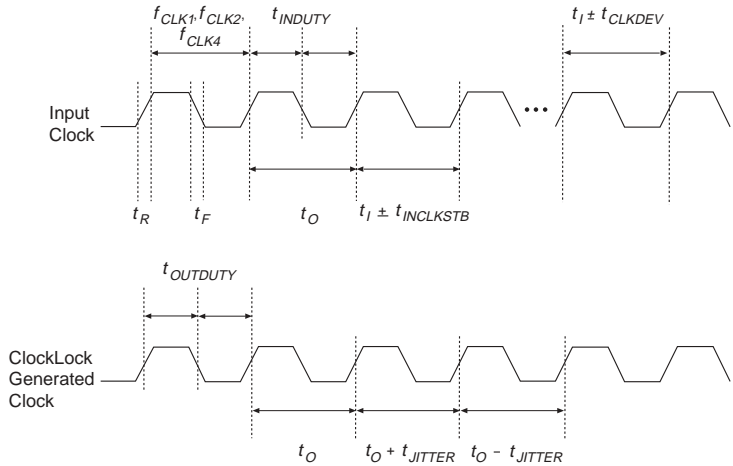 fCLK1, fCLK2,
fCLK4
tINDUTY
tI ± tCLKDEV
Input
Clock
tR
tF
tO
tI ± tINCLKSTB
tOUTDUTY
ClockLock
Generated
Clock
tO
tO + tJITTER
tO – tJITTER